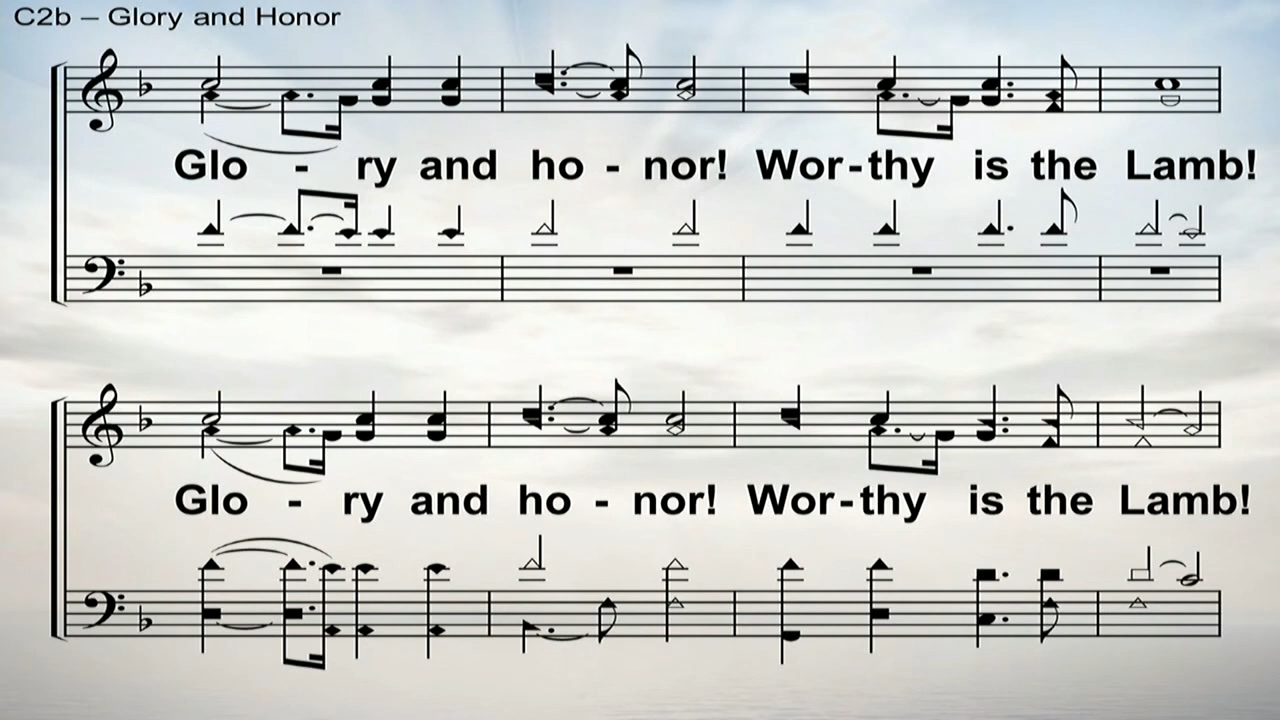 C2b – Glory and Honor
Glo - ry and ho - nor! Wor - thy is the Lamb!
Glo - ry and ho - nor! Wor - thy is the Lamb!